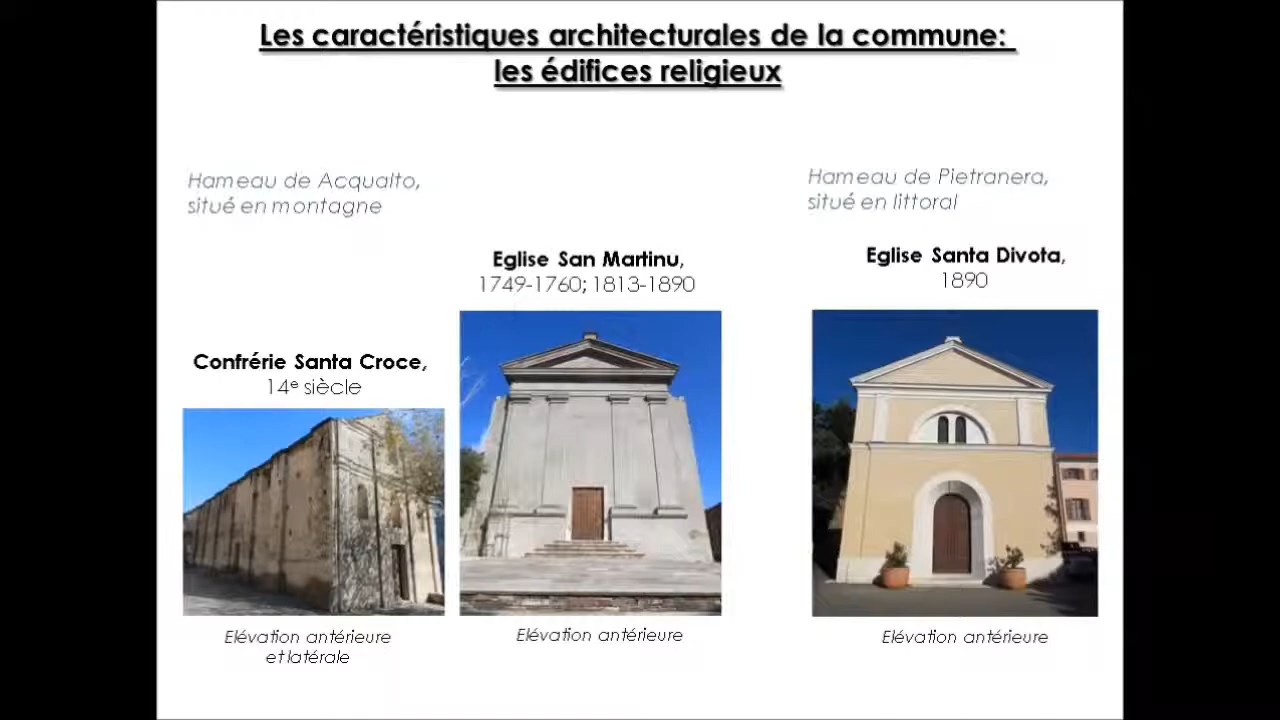 Les caractéristiques architecturales de la commune:
les édifices religieux
Hameau de Acqualto,
situé en montagne
Hameau de Pietranera,
situé en littoral
Confrérie Santa Croce,
14e siècle
Eglise San Martinu,
1749-1760; 1813-1890
Eglise Santa Divota,
1890
Elévation antérieure
et latérale
Elévation antérieure
Elévation antérieure